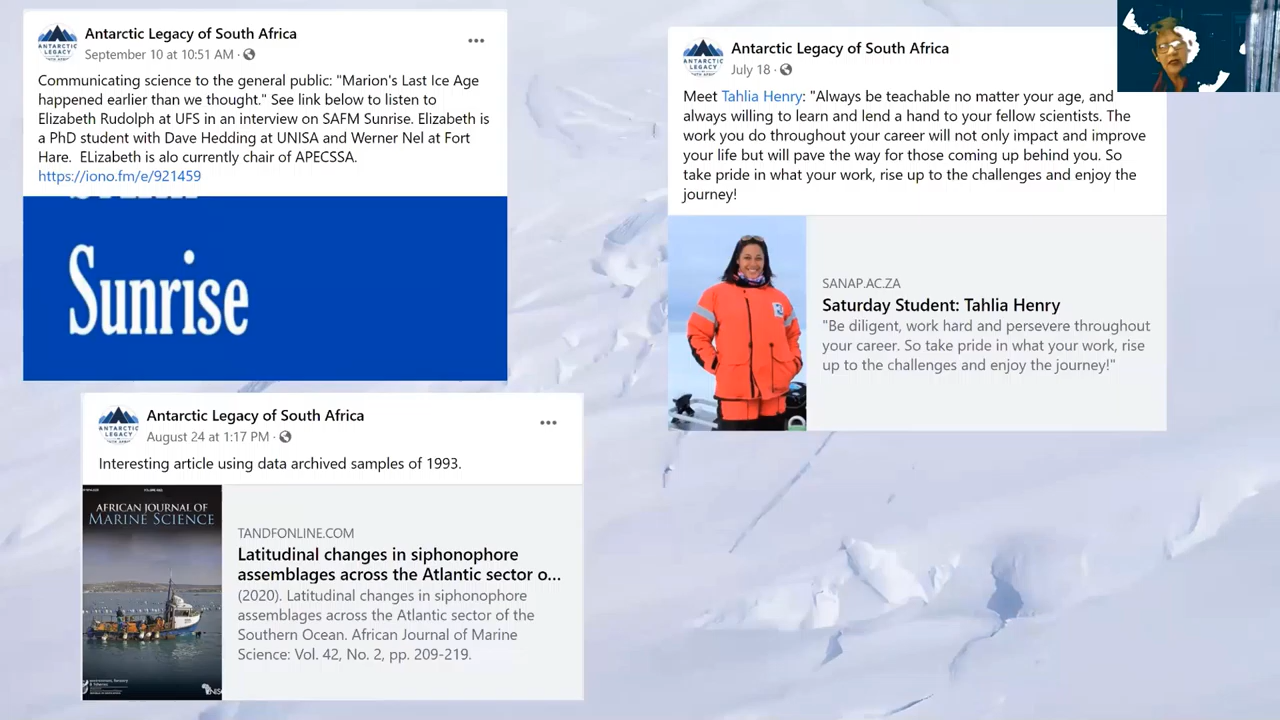 Antarctic Legacy of South Africa
September 10 at 10:51 AM ·
Communicating science to the general public: "Marion's Last Ice Age
happened earlier than we thought." See link below to listen to
Elizabeth Rudolph at UFS in an interview on SAFM Sunrise. Elizabeth is
a PhD student with Dave Hedding at UNISA and Werner Nel at Fort
Hare. ELizabeth is alo currently chair of APECSSA.
https://iono.fm/e/921459
Sunrise
Antarctic Legacy of South Africa
August 24 at 1:17 PM ·
Interesting article using data archived samples of 1993.
AFRICAN JOURNAL OF
MARINE SCIENCE
TANDFONLINE.COM
Latitudinal changes in siphonophore
assemblages across the Atlantic sector o...
(2020). Latitudinal changes in siphonophore
assemblages across the Atlantic sector of the
Southern Ocean. African Journal of Marine
Science: Vol. 42, No. 2, pp. 209-219.
Antarctic Legacy of South Africa
July 18 ·
Meet Tahlia Henry: "Always be teachable no matter your age, and
always willing to learn and lend a hand to your fellow scientists. The
work you do throughout your career will not only impact and improve
your life but will pave the way for those coming up behind you. So
take pride in what your work, rise up to the challenges and enjoy the
journey!
SANAP.AC.ZA
Saturday Student: Tahlia Henry
"Be diligent, work hard and persevere throughout
your career. So take pride in what your work, rise
up to the challenges and enjoy the journey!"